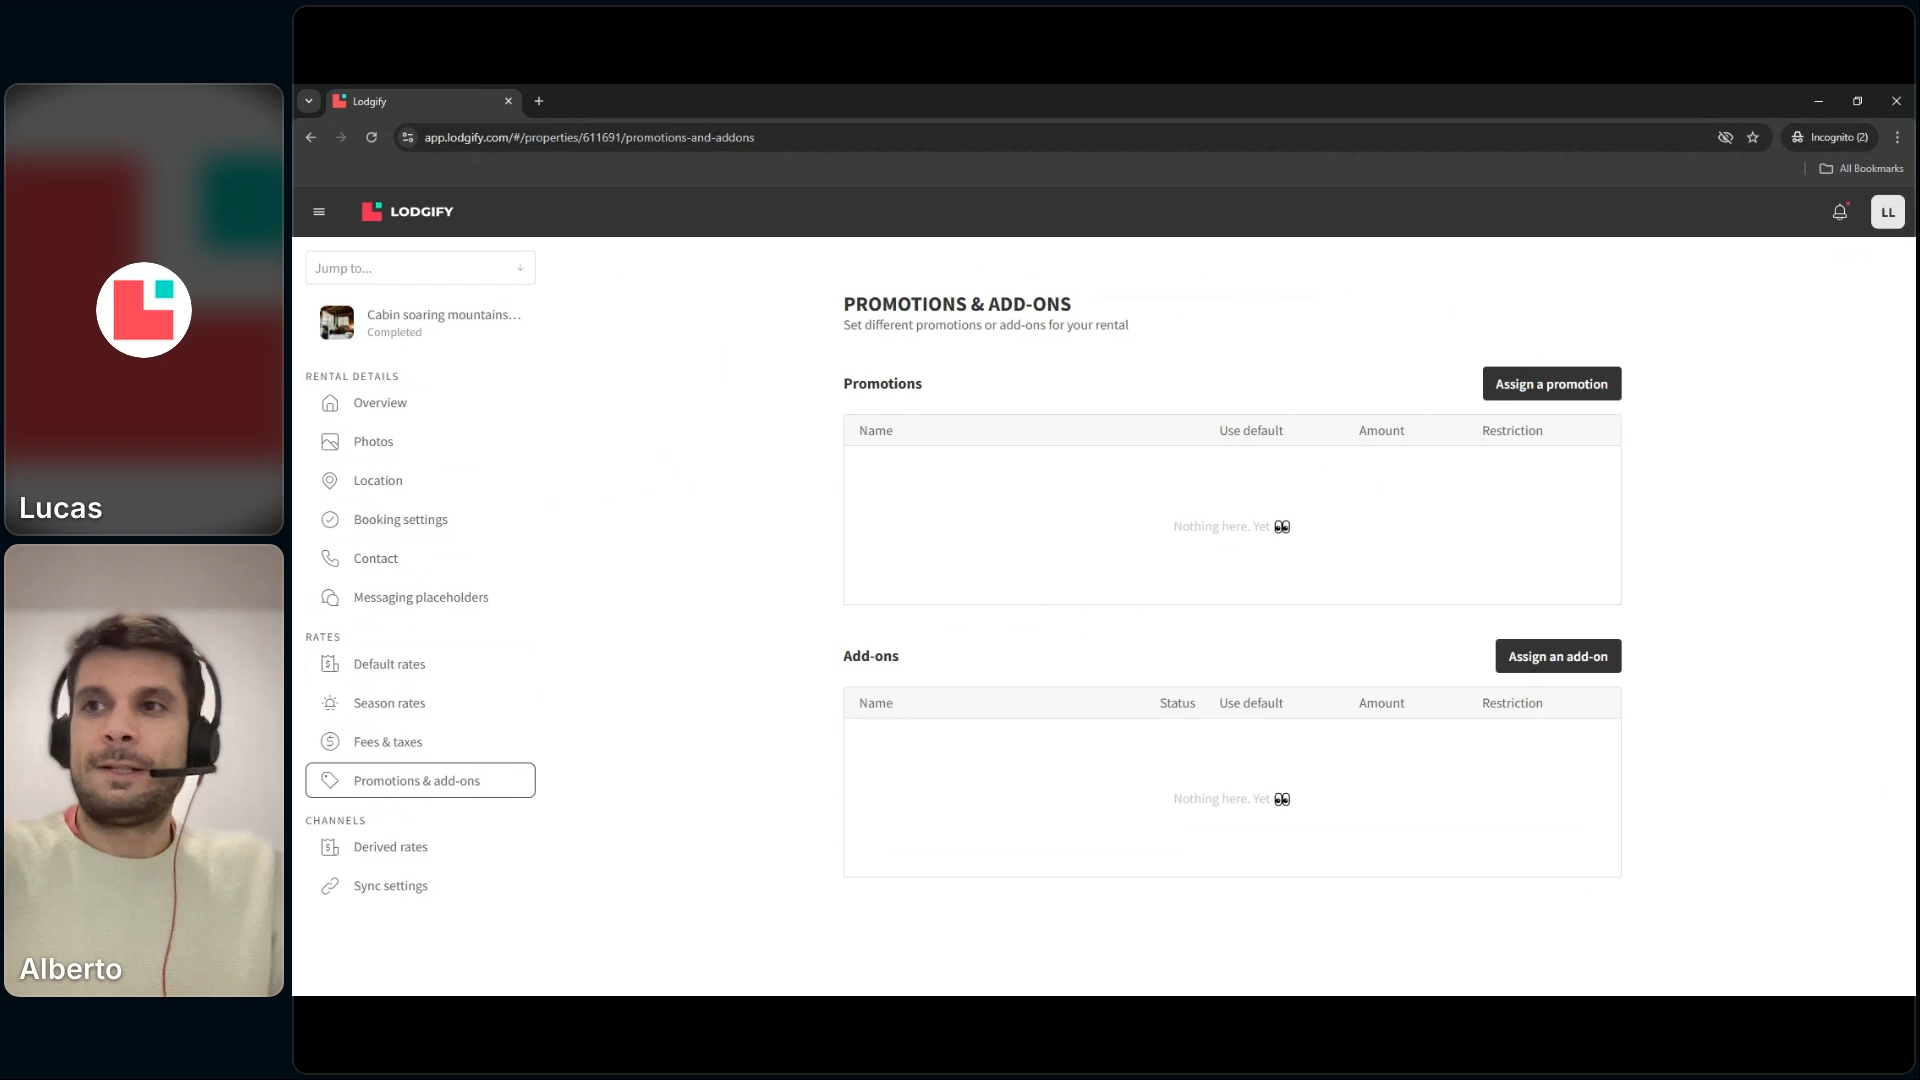 Lodgify
app.lodgify.com/#/properties/611691/promotions-and-addons
Incognito (2)
All Bookmarks
LODGIFY
LL
Jump to...
Cabin soaring mountains...
Completed
RENTAL DETAILS
Overview
Photos
Location
Booking settings
Contact
Messaging placeholders
RATES
Default rates
Season rates
Fees & taxes
Promotions & add-ons
CHANNELS
Derived rates
Sync settings
PROMOTIONS & ADD-ONS
Set different promotions or add-ons for your rental
Promotions
Assign a promotion
Name Use default Amount Restriction
Nothing here. Yet 👀
Add-ons
Assign an add-on
Name Status Use default Amount Restriction
Nothing here. Yet 👀
Lucas
Alberto